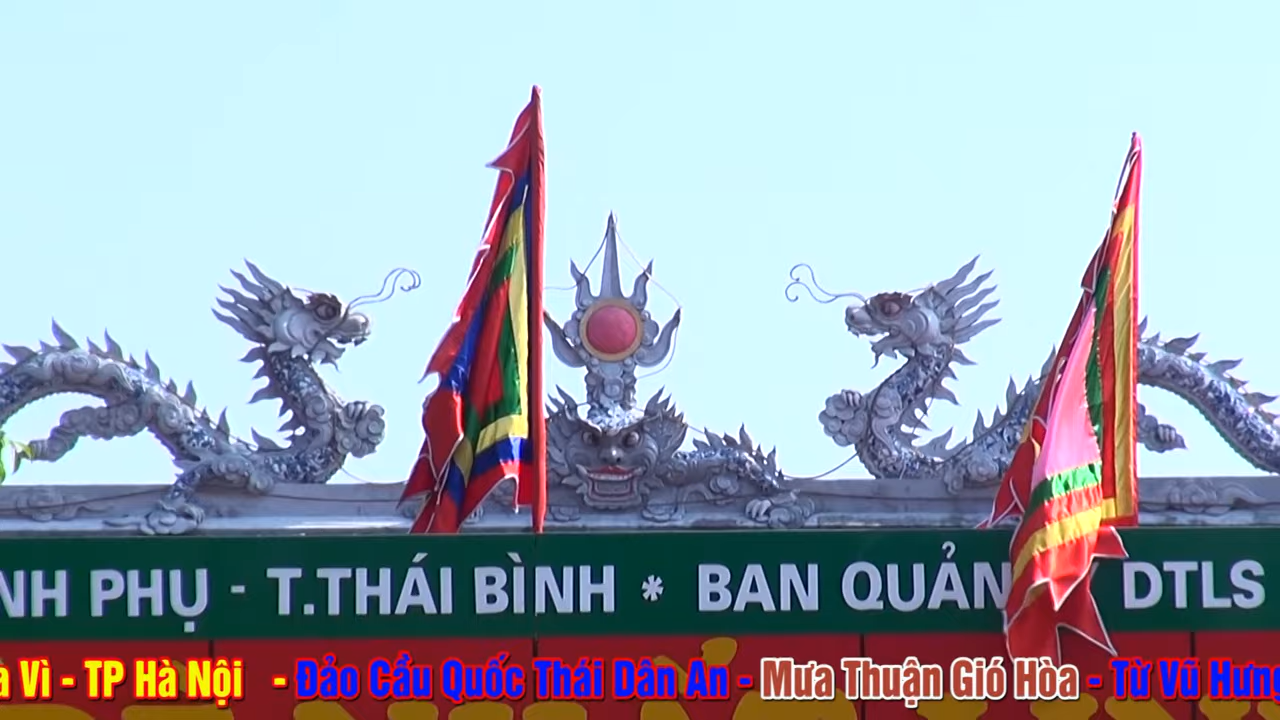 NH PHỤ - T.THÁI BÌNH * BAN QUẢN DTLS
à Vì - TP Hà Nội - Đảo Cầu Quốc Thái Dân An - Mưa Thuận Gió Hòa - Từ Vũ Hưng